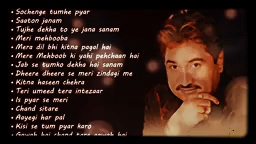 • Sochenge tumhe pyar
• Saaton janam
• Tujhe dekha to ye jana sanam
• Meri mehbooba
• Mera dil bhi kitna pagal hai
• Mere Mehboob ki yahi pehchaan hai
• Jab se tumko dekha hai sanam
• Dheere dheere se meri zindagi me
• Kitna haseen chehra
• Teri umeed tera intezaar
• Is pyar se meri
• Chand sitare
• Aayegi har pal
• Kisi se tum pyar karo